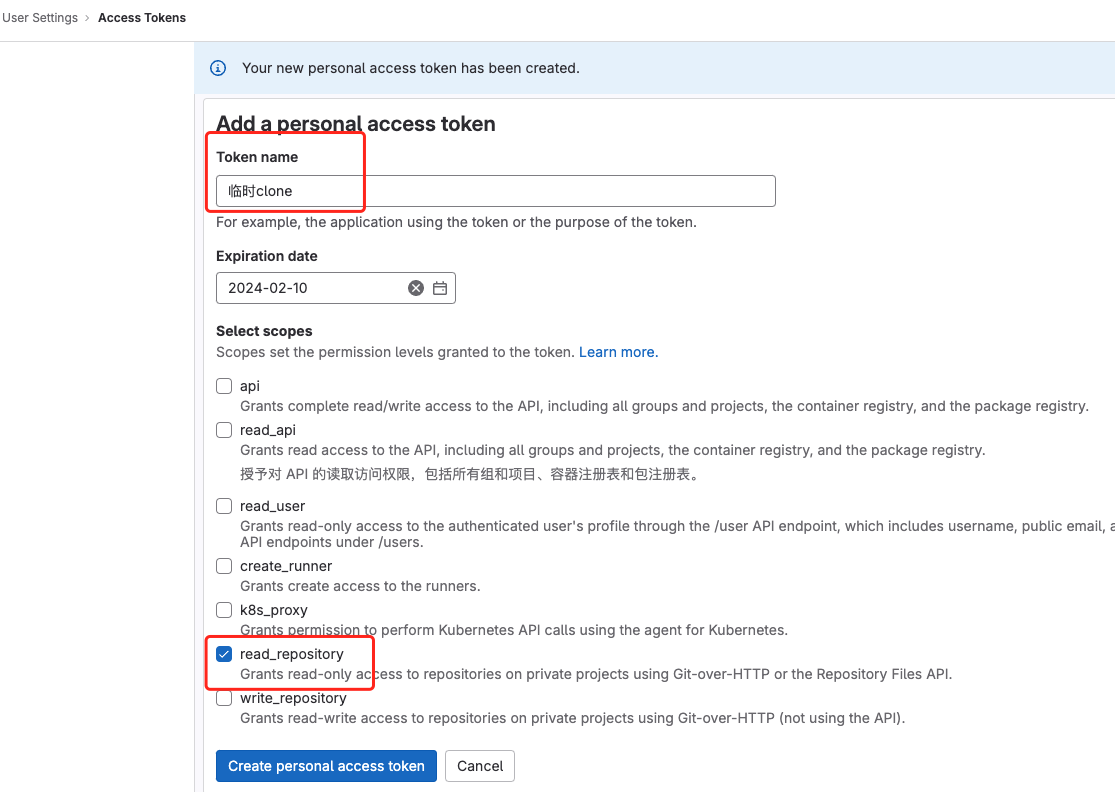 User Settings > Access Tokens
Your new personal access token has been created.
Add a personal access token
Token name
临时clone
For example, the application using the token or the purpose of the token.
Expiration date
2024-02-10
Select scopes
Scopes set the permission levels granted to the token. Learn more.
api
Grants complete read/write access to the API, including all groups and projects, the container registry, and the package registry.
read_api
Grants read access to the API, including all groups and projects, the container registry, and the package registry.
授予对 API 的读取访问权限，包括所有组和项目、容器注册表和包注册表。
read_user
Grants read-only access to the authenticated user's profile through the /user API endpoint, which includes username, public email,
API endpoints under /users.
create_runner
Grants create access to the runners.
k8s_proxy
Grants permission to perform Kubernetes API calls using the agent for Kubernetes.
read_repository
Grants read-only access to repositories on private projects using Git-over-HTTP or the Repository Files API.
write_repository
Grants read-write access to repositories on private projects using Git-over-HTTP (not using the API).
Create personal access token Cancel